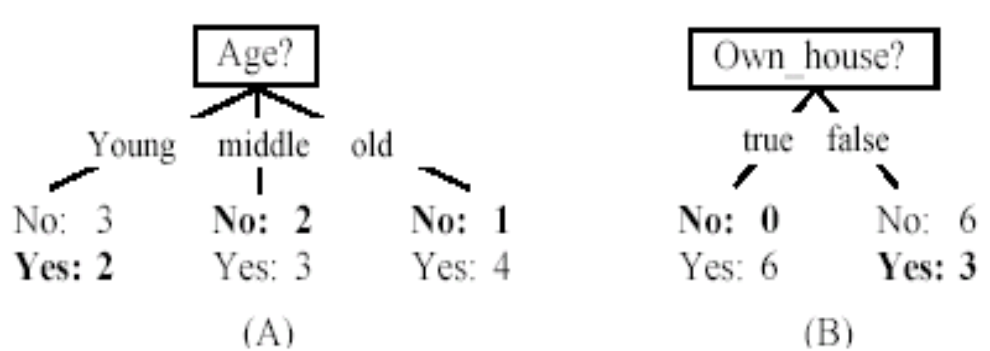 Age?
Young middle old
No: 3
Yes: 2
No: 2
Yes: 3
No: 1
Yes: 4
(A)
Own_house?
true false
No: 0
Yes: 6
No: 6
Yes: 3
(B)